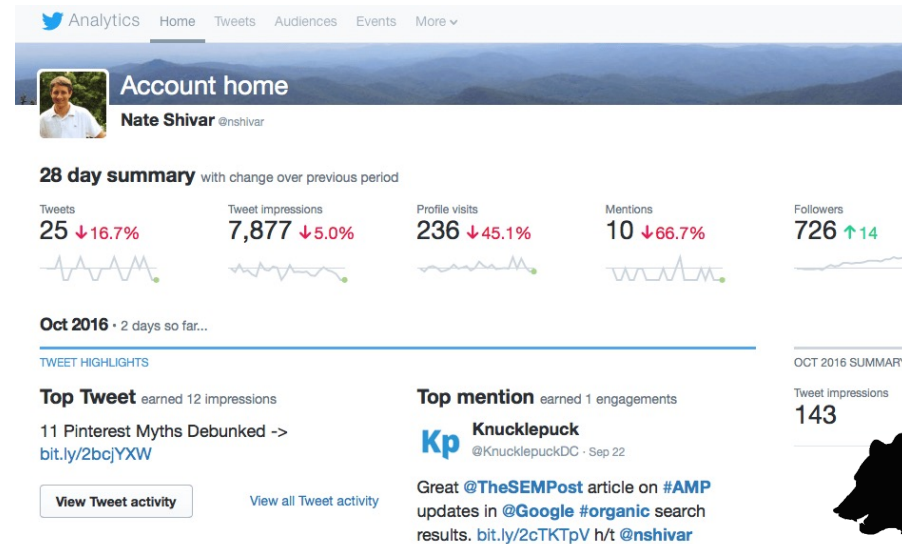 Analytics Home Tweets Audiences Events More
Account home
Nate Shivar @nshivar
28 day summary with change over previous period
Tweets
25 ↓16.7%
Tweet impressions
7,877 ↓5.0%
Profile visits
236 ↓45.1%
Mentions
10 ↓66.7%
Followers
726 ↑14
Oct 2016 · 2 days so far...
TWEET HIGHLIGHTS
Top Tweet earned 12 impressions
11 Pinterest Myths Debunked ->
bit.ly/2bcjYXW
View Tweet activity View all Tweet activity
Top mention earned 1 engagements
Kp
Knucklepuck
@KnucklepuckDC · Sep 22
Great @TheSEMPost article on #AMP
updates in @Google #organic search
results. bit.ly/2cTKTpV h/t @nshivar
OCT 2016 SUMMARY
Tweet impressions
143